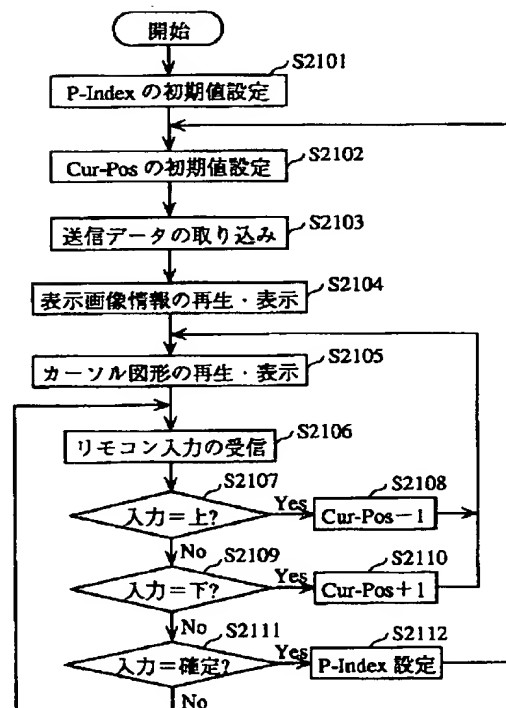 開始
S2101
P-Index の初期値設定
S2102
Cur-Pos の初期値設定
S2103
送信データの取り込み
S2104
表示画像情報の再生・表示
S2105
カーソル図形の再生・表示
S2106
リモコン入力の受信
S2107
入力＝上?
Yes
S2108
Cur-Pos－1
No
S2109
入力＝下?
Yes
S2110
Cur-Pos＋1
No
S2111
入力＝確定?
Yes
S2112
P-Index 設定
No